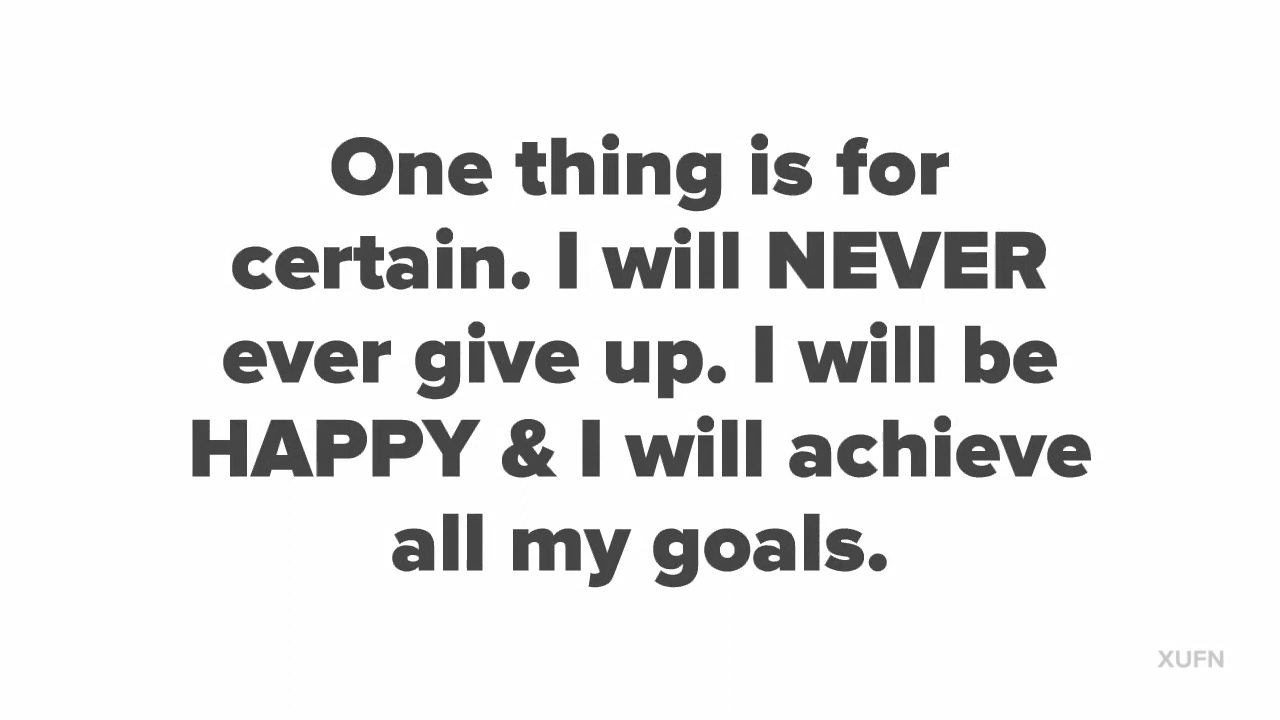 One thing is for
certain. I will NEVER
ever give up. I will be
HAPPY & I will achieve
all my goals.
XUFN